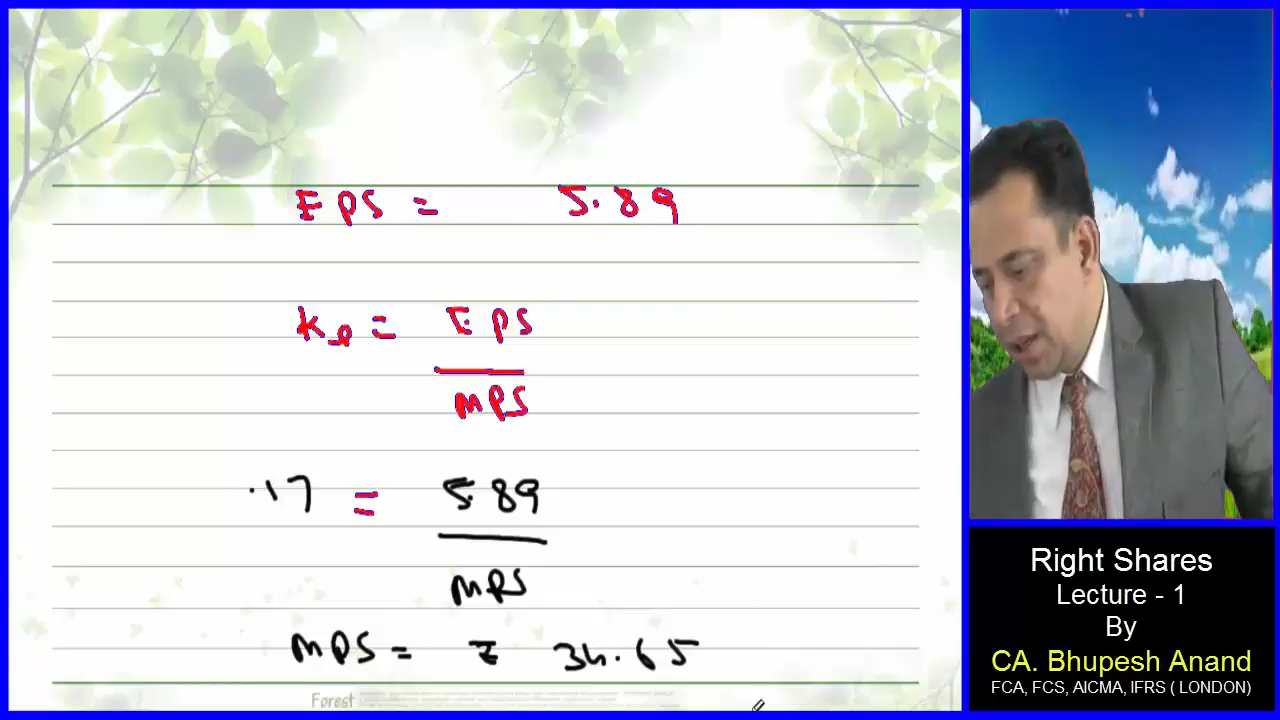 EPS = 5.89
Ke = EPS
MPS
.17 = 5.89
MPS
MPS = ₹ 34.65
Forest
Right Shares
Lecture - 1
By
CA. Bhupesh Anand
FCA, FCS, AICMA, IFRS ( LONDON)